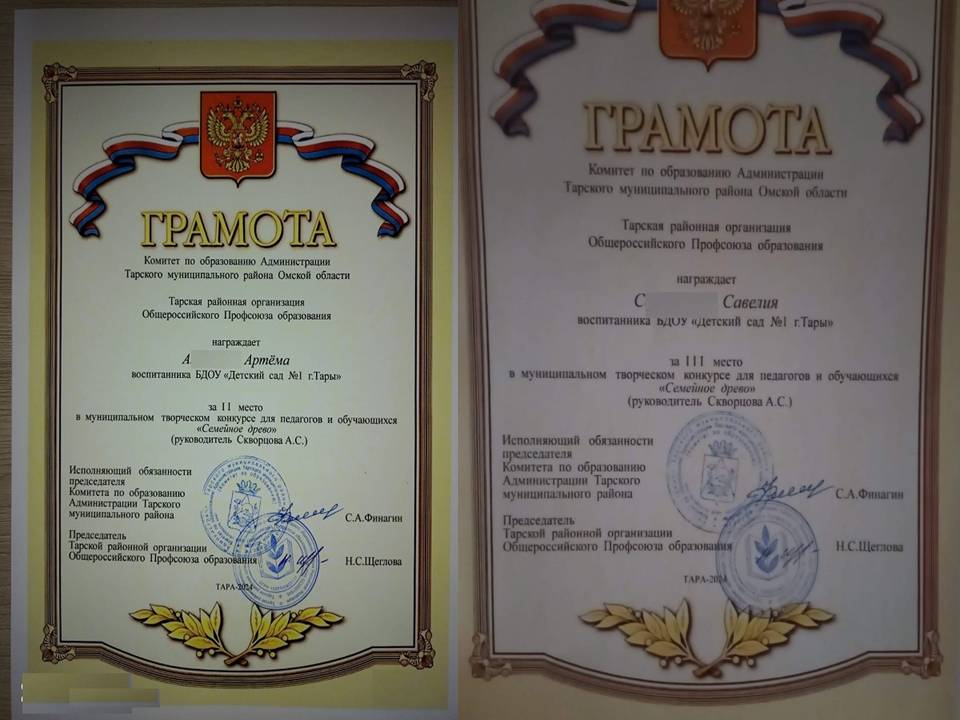 ГРАМОТА
Комитет по образованию Администрации
Тарского муниципального района Омской области
Тарская районная организация
Общероссийского Профсоюза образования
награждает
А Артёма
воспитанника БДОУ «Детский сад №1 г.Тары»
за II место
в муниципальном творческом конкурсе для педагогов и обучающихся
«Семейное древо»
(руководитель Скворцова А.С.)
Исполняющий обязанности
председателя
Комитета по образованию
Администрации Тарского
муниципального района С.А.Финагин
Председатель
Тарской районной организации
Общероссийского Профсоюза образования Н.С.Щеглова
ТАРА-2024
ГРАМОТА
Комитет по образованию Администрации
Тарского муниципального района Омской области
Тарская районная организация
Общероссийского Профсоюза образования
награждает
С Савелия
воспитанника БДОУ «Детский сад №1 г.Тары»
за III место
в муниципальном творческом конкурсе для педагогов и обучающихся
«Семейное древо»
(руководитель Скворцова А.С.)
Исполняющий обязанности
председателя
Комитета по образованию
Администрации Тарского
муниципального района С.А.Финагин
Председатель
Тарской районной организации
Общероссийского Профсоюза образования Н.С.Щеглова
ТАРА-2024